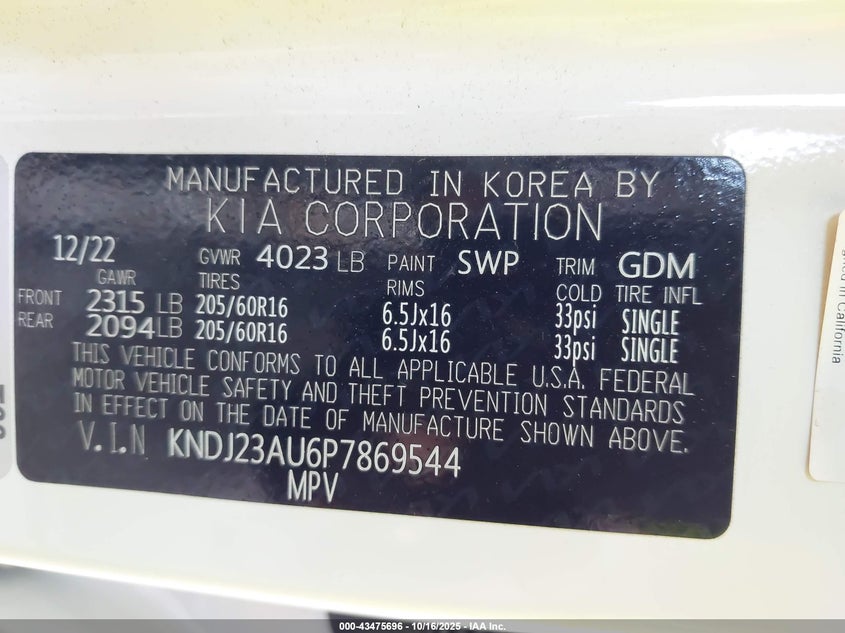 MANUFACTURED IN KOREA BY
KIA CORPORATION
12/22 GVWR 4023 LB PAINT SWP TRIM GDM
GAWR TIRES RIMS COLD TIRE INFL
FRONT 2315 LB 205/60R16 6.5Jx16 33psi SINGLE
REAR 2094 LB 205/60R16 6.5Jx16 33psi SINGLE
THIS VEHICLE CONFORMS TO ALL APPLICABLE U.S.A. FEDERAL
MOTOR VEHICLE SAFETY AND THEFT PREVENTION STANDARDS
IN EFFECT ON THE DATE OF MANUFACTURE SHOWN ABOVE.
V.I.N KNDJ23AU6P7869544
MPV
in California
000-43475696 - 10/16/2025 - IAA Inc.